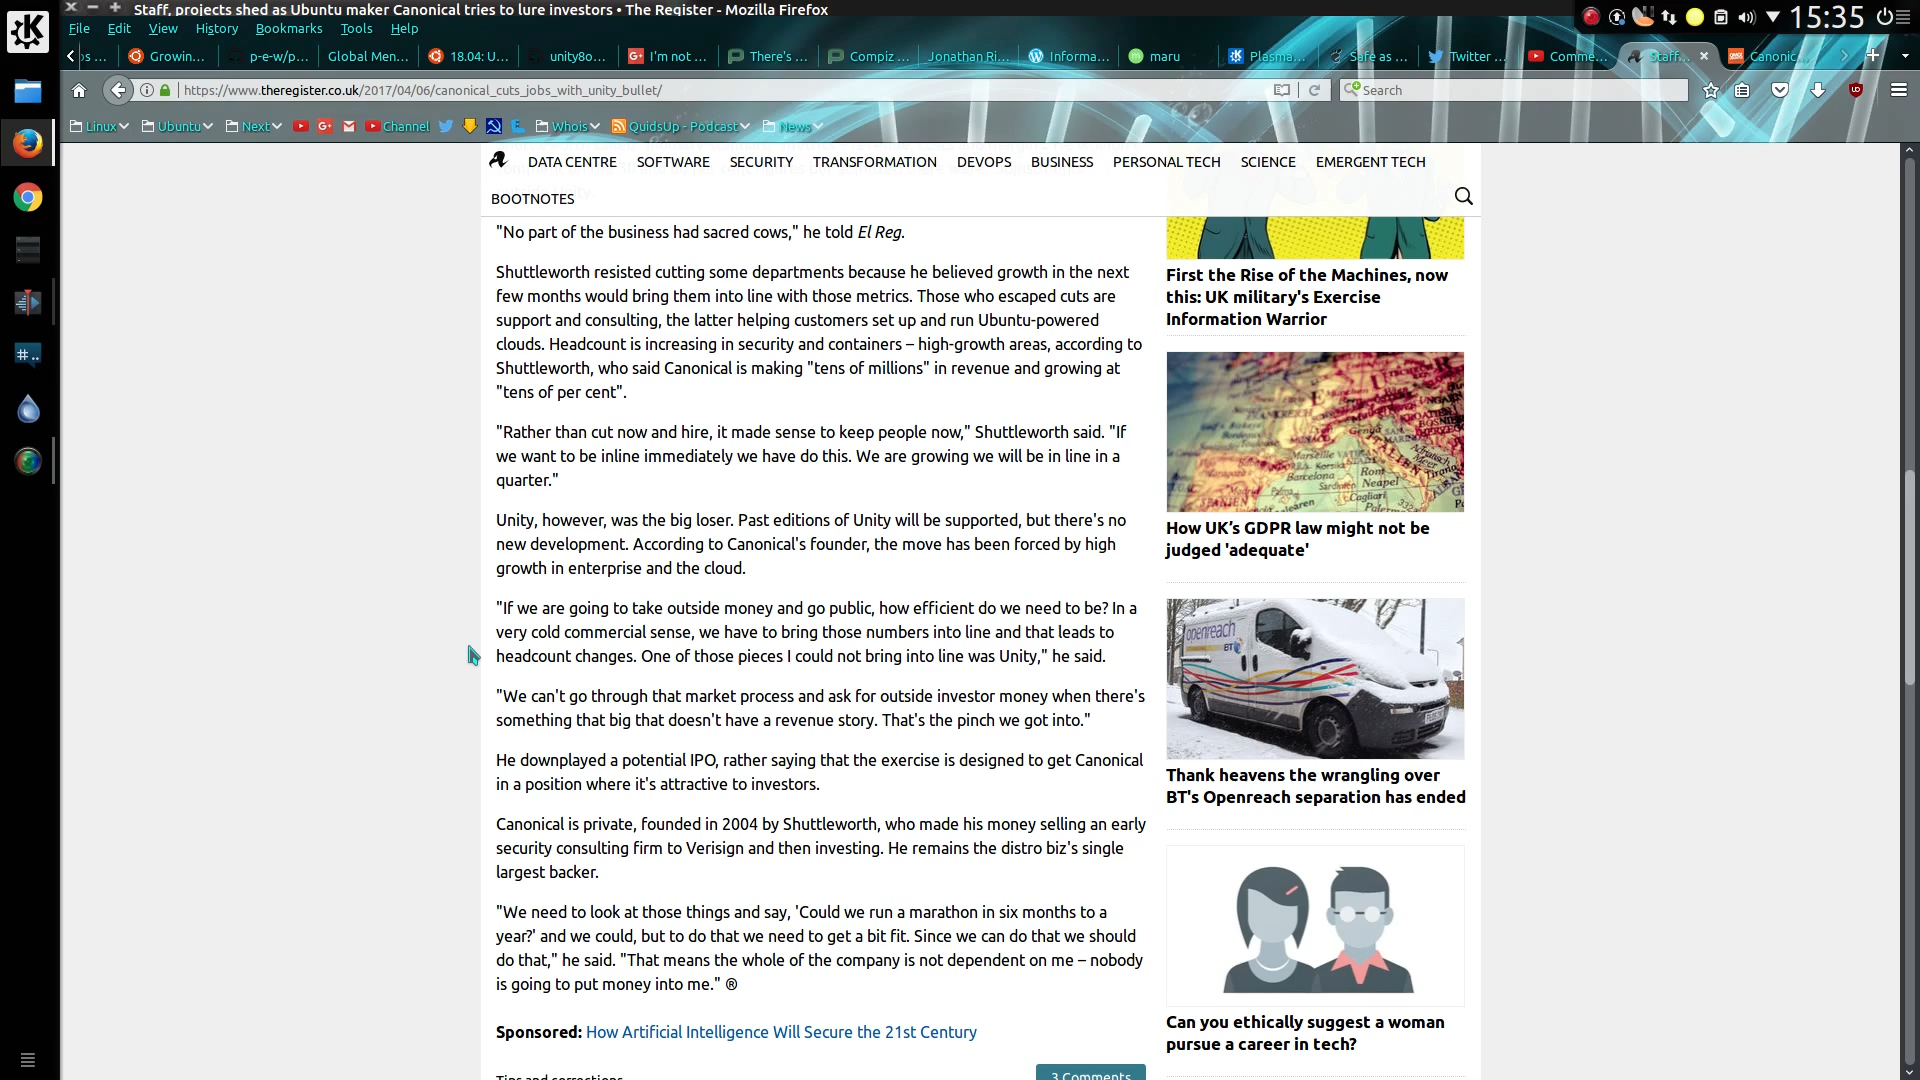 Staff, projects shed as Ubuntu maker Canonical tries to lure investors • The Register - Mozilla Firefox
15:35
File Edit View History Bookmarks Tools Help
Growin...
p-e-w/p...
Global Men...
18.04: U...
unity8o...
I'm not ...
There's ...
Compiz ...
Jonathan Ri...
Informa...
maru
Plasma...
Safe as ...
Twitter ...
Comme...
Staff...
Canonic...
https://www.theregister.co.uk/2017/04/06/canonical_cuts_jobs_with_unity_bullet/
Search
Linux Ubuntu Next Channel Whois QuidsUp - Podcast News
DATA CENTRE SOFTWARE SECURITY TRANSFORMATION DEVOPS BUSINESS PERSONAL TECH SCIENCE EMERGENT TECH
BOOTNOTES
"No part of the business had sacred cows," he told El Reg.
Shuttleworth resisted cutting some departments because he believed growth in the next
few months would bring them into line with those metrics. Those who escaped cuts are
support and consulting, the latter helping customers set up and run Ubuntu-powered
clouds. Headcount is increasing in security and containers – high-growth areas, according to
Shuttleworth, who said Canonical is making "tens of millions" in revenue and growing at
"tens of per cent".
"Rather than cut now and hire, it made sense to keep people now," Shuttleworth said. "If
we want to be inline immediately we have do this. We are growing we will be in line in a
quarter."
Unity, however, was the big loser. Past editions of Unity will be supported, but there's no
new development. According to Canonical's founder, the move has been forced by high
growth in enterprise and the cloud.
"If we are going to take outside money and go public, how efficient do we need to be? In a
very cold commercial sense, we have to bring those numbers into line and that leads to
headcount changes. One of those pieces I could not bring into line was Unity," he said.
"We can't go through that market process and ask for outside investor money when there's
something that big that doesn't have a revenue story. That's the pinch we got into."
He downplayed a potential IPO, rather saying that the exercise is designed to get Canonical
in a position where it's attractive to investors.
Canonical is private, founded in 2004 by Shuttleworth, who made his money selling an early
security consulting firm to Verisign and then investing. He remains the distro biz's single
largest backer.
"We need to look at those things and say, 'Could we run a marathon in six months to a
year?' and we could, but to do that we need to get a bit fit. Since we can do that we should
do that," he said. "That means the whole of the company is not dependent on me – nobody
is going to put money into me." ®
Sponsored: How Artificial Intelligence Will Secure the 21st Century
Tips and corrections
3 Comments
First the Rise of the Machines, now
this: UK military's Exercise
Information Warrior
Marseille
Barcelona
Korsika
Rom
Neapel
Cagliari
Tirana
SPANIEN
How UK's GDPR law might not be
judged 'adequate'
openreach
BT
Thank heavens the wrangling over
BT's Openreach separation has ended
Can you ethically suggest a woman
pursue a career in tech?